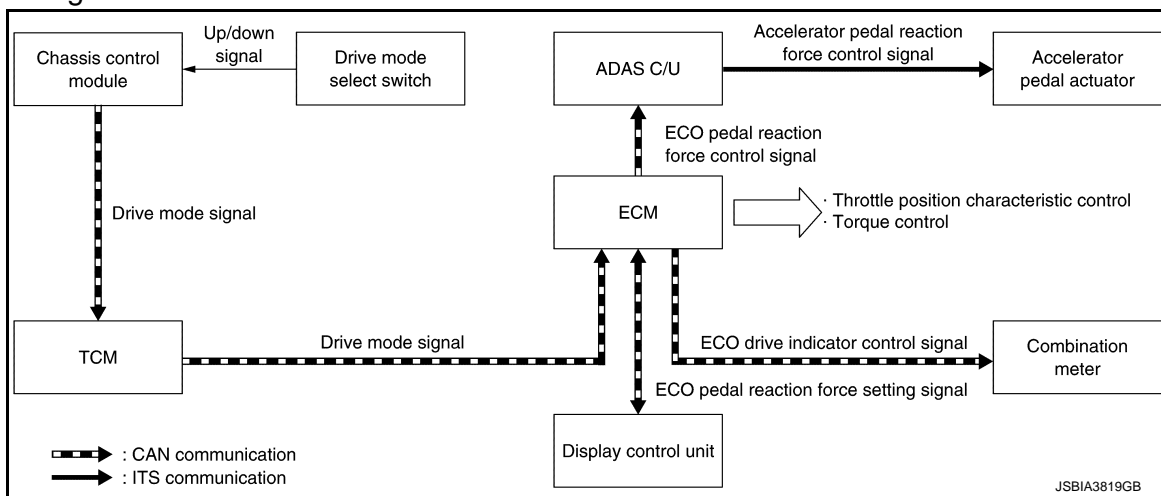 Chassis control
module
Up/down
signal
Drive mode
select switch
ADAS C/U
Accelerator pedal reaction
force control signal
Accelerator
pedal actuator
ECO pedal reaction
force control signal
Drive mode signal
ECM
· Throttle position characteristic control
· Torque control
TCM
Drive mode signal
ECO drive indicator control signal
Combination
meter
ECO pedal reaction force setting signal
Display control unit
: CAN communication
: ITS communication
JSBIA3819GB